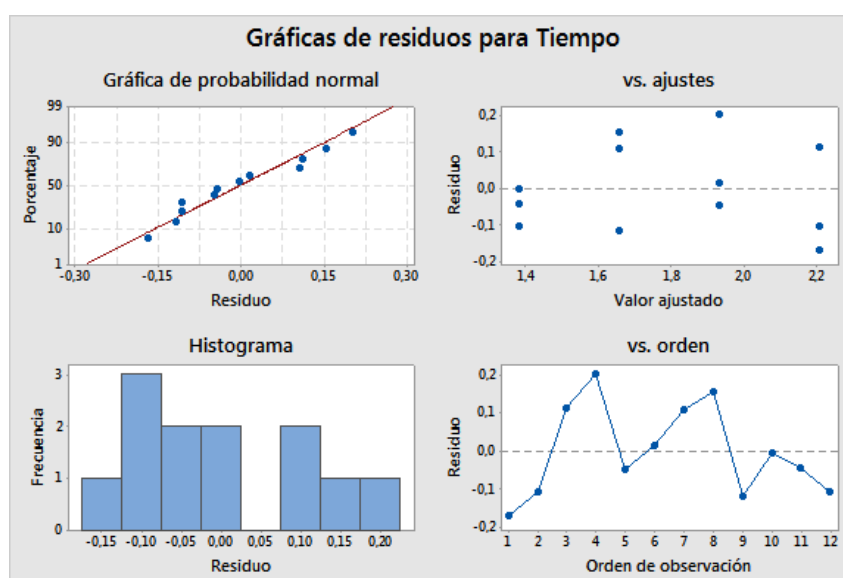 Gráficas de residuos para Tiempo
Gráfica de probabilidad normal
99
90
50
10
1
Porcentaje
-0,30 -0,15 0,00 0,15 0,30
Residuo
vs. ajustes
0,2
0,1
0,0
-0,1
-0,2
Residuo
1,4 1,6 1,8 2,0 2,2
Valor ajustado
Histograma
3
2
1
0
Frecuencia
-0,15 -0,10 -0,05 0,00 0,05 0,10 0,15 0,20
Residuo
vs. orden
0,2
0,1
0,0
-0,1
-0,2
Residuo
1 2 3 4 5 6 7 8 9 10 11 12
Orden de observación